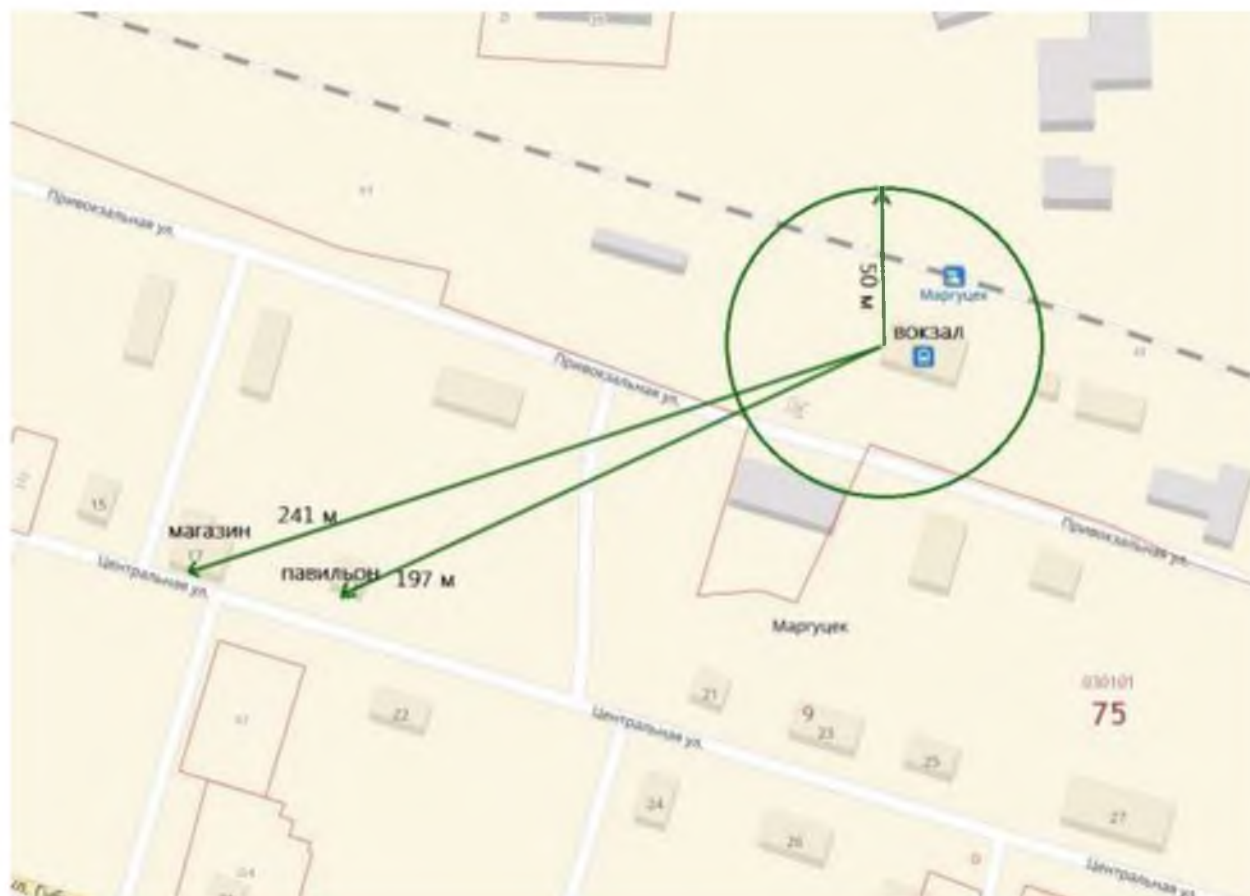 Привокзальная ул.
50 м
Маргуцек
вокзал
Привокзальная ул.
15
магазин
241 м
17
Центральная ул.
павильон
197 м
Привокзальная ул.
Маргуцек
030101
75
21
22
9
23
Центральная ул.
25
24
26
27
Центральная ул.